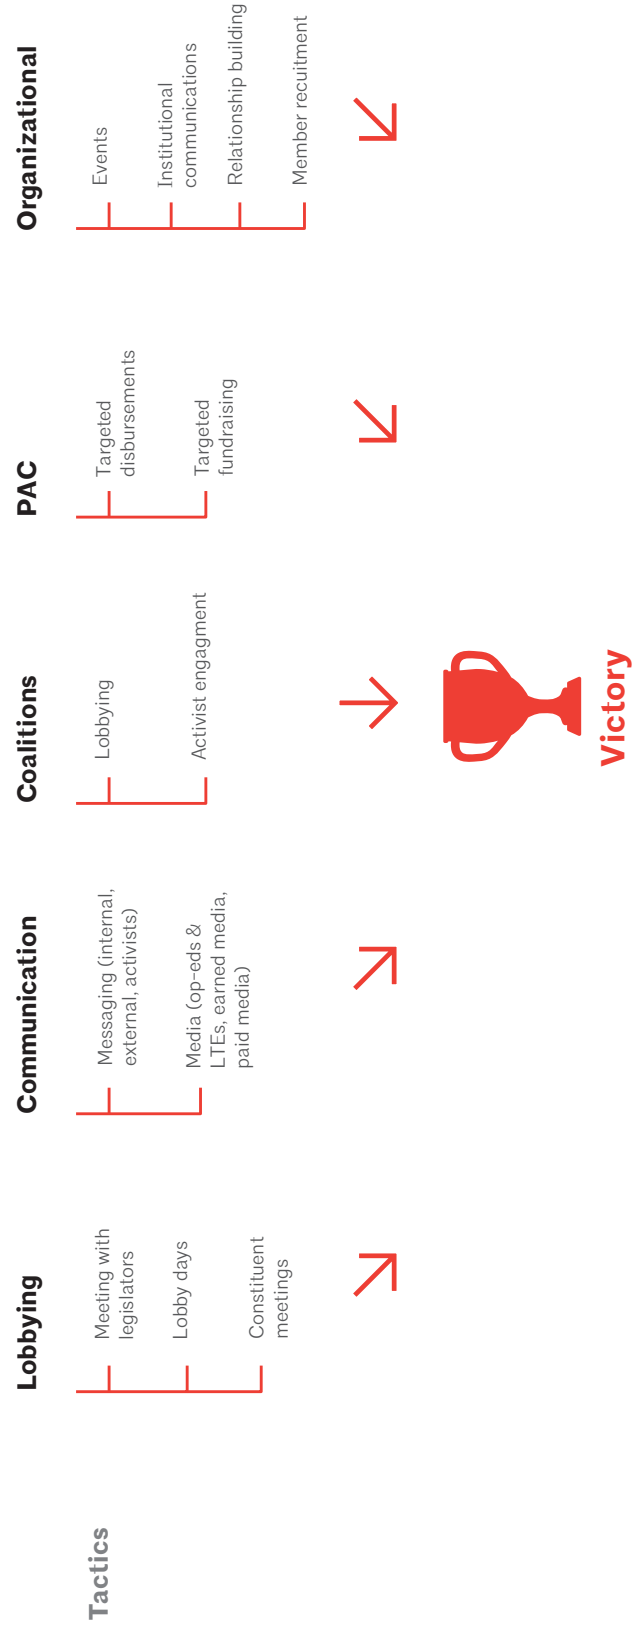 Tactics
Lobbying
Meeting with
legislators
Lobby days
Constituent
meetings
Communication
Messaging (internal,
external, activists)
Media (op-eds &
LTEs, earned media,
paid media)
Coalitions
Lobbying
Activist engagment
PAC
Targeted
disbursements
Targeted
fundraising
Organizational
Events
Institutional
communications
Relationship building
Member recuitment
Victory